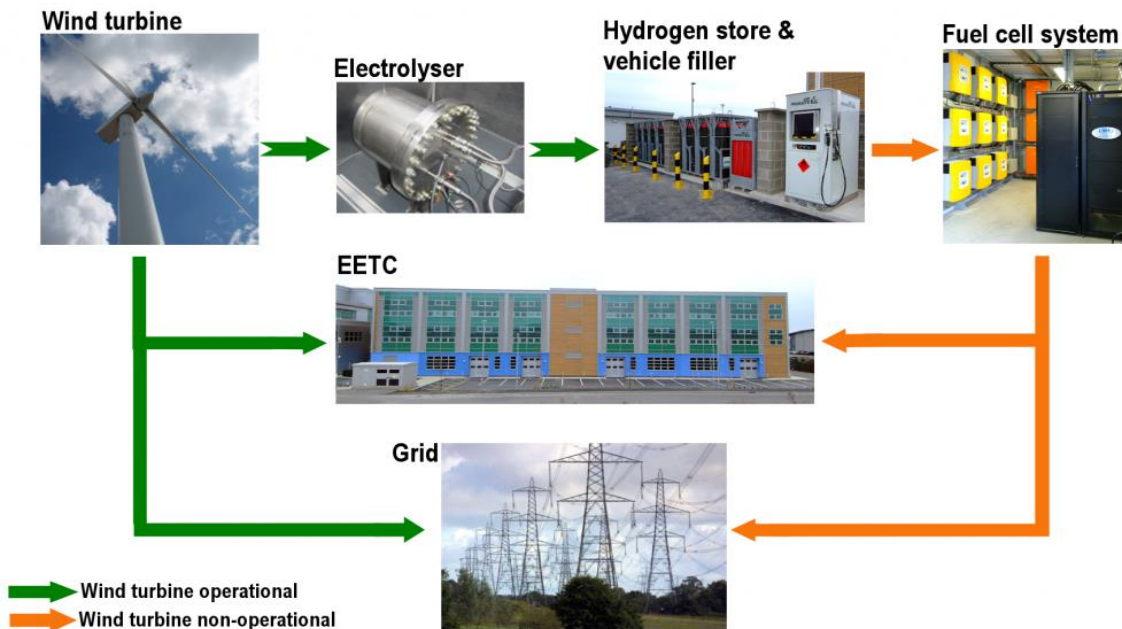 Wind turbine
Electrolyser
Hydrogen store &
vehicle filler
Fuel cell system
EETC
Grid
Wind turbine operational
Wind turbine non-operational